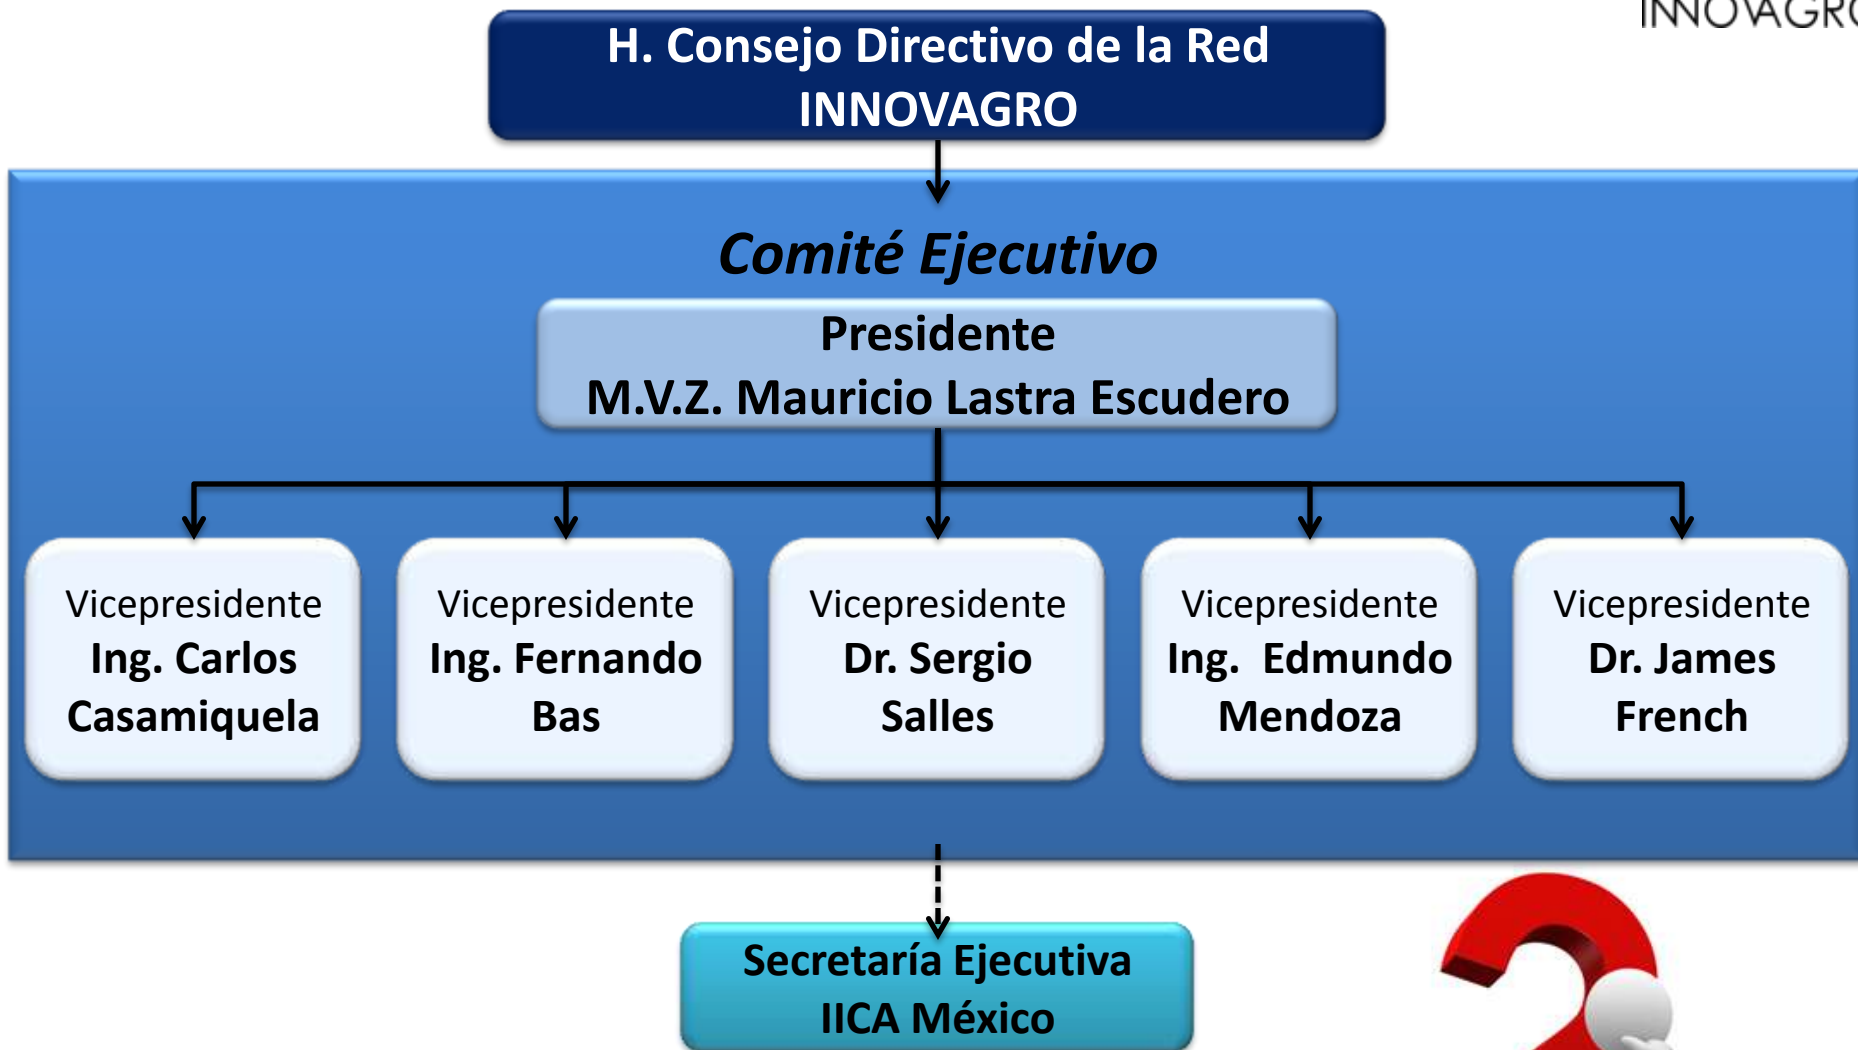 INNOVAGRO
H. Consejo Directivo de la Red
INNOVAGRO
Comité Ejecutivo
Presidente
M.V.Z. Mauricio Lastra Escudero
Vicepresidente
Ing. Carlos
Casamiquela
Vicepresidente
Ing. Fernando
Bas
Vicepresidente
Dr. Sergio
Salles
Vicepresidente
Ing.  Edmundo
Mendoza
Vicepresidente
Dr. James
French
Secretaría Ejecutiva
IICA México